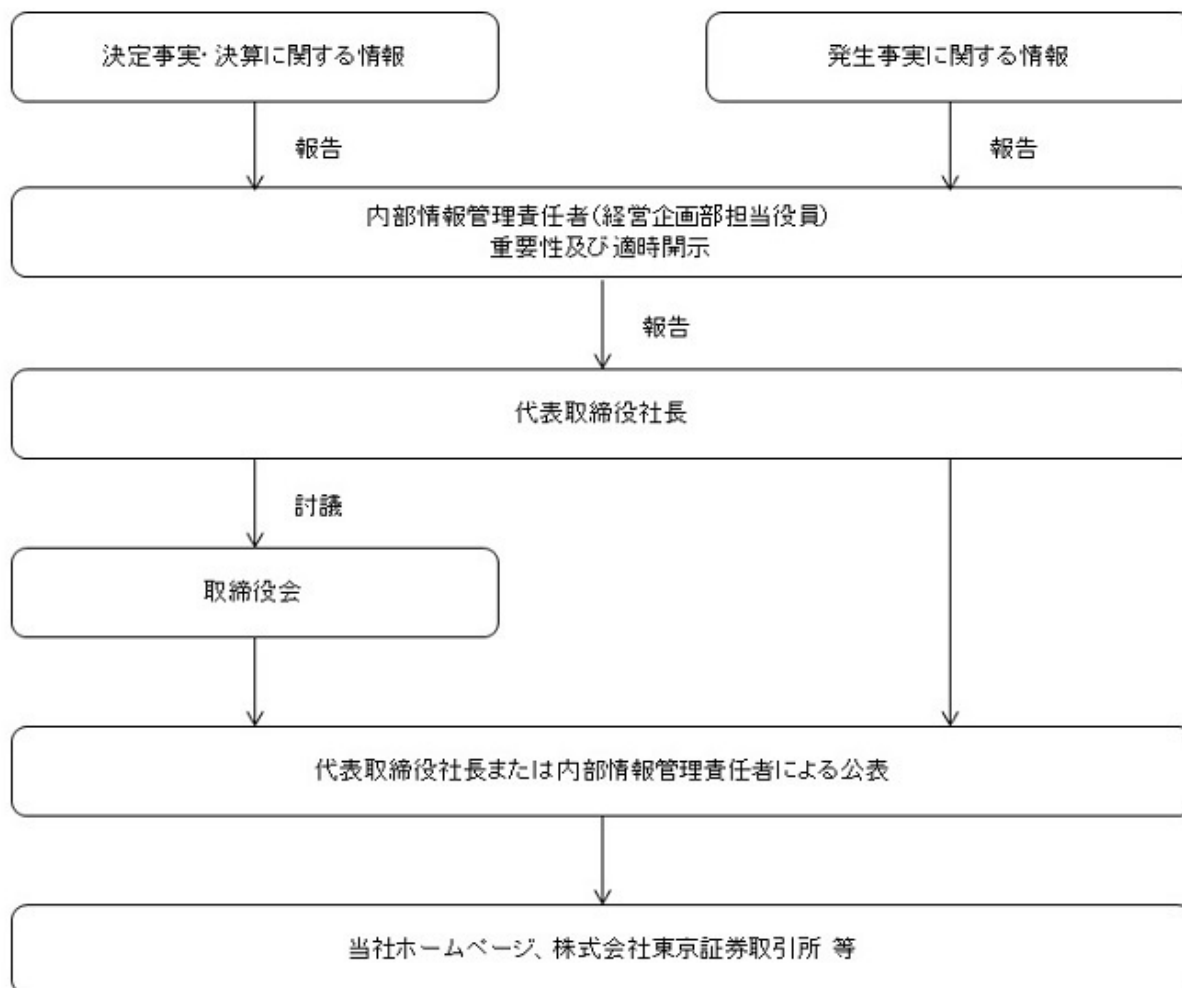 決定事実・決算に関する情報
発生事実に関する情報
報告
報告
内部情報管理責任者(経営企画部担当役員)
重要性及び適時開示
報告
代表取締役社長
討議
取締役会
代表取締役社長または内部情報管理責任者による公表
当社ホームページ、株式会社東京証券取引所 等